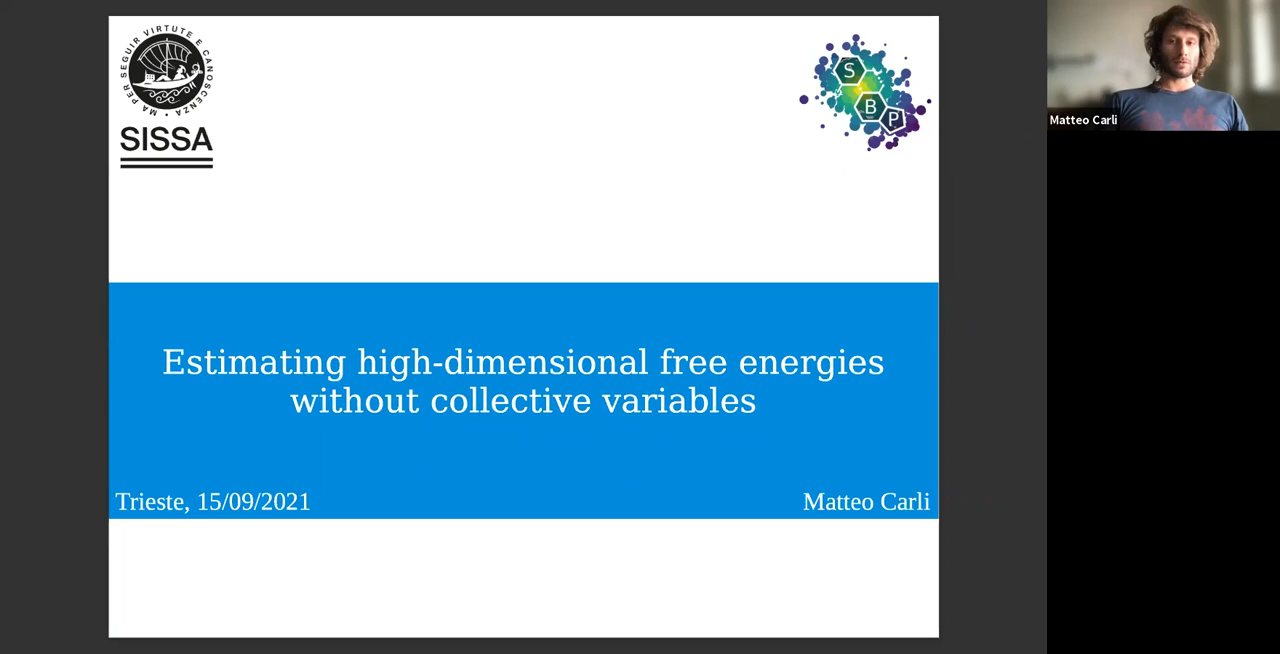 MA PER SEGUIR VIRTUTE E CANOSCENZA
SISSA
S
B
P
Matteo Carli
Estimating high-dimensional free energies
without collective variables
Trieste, 15/09/2021
Matteo Carli